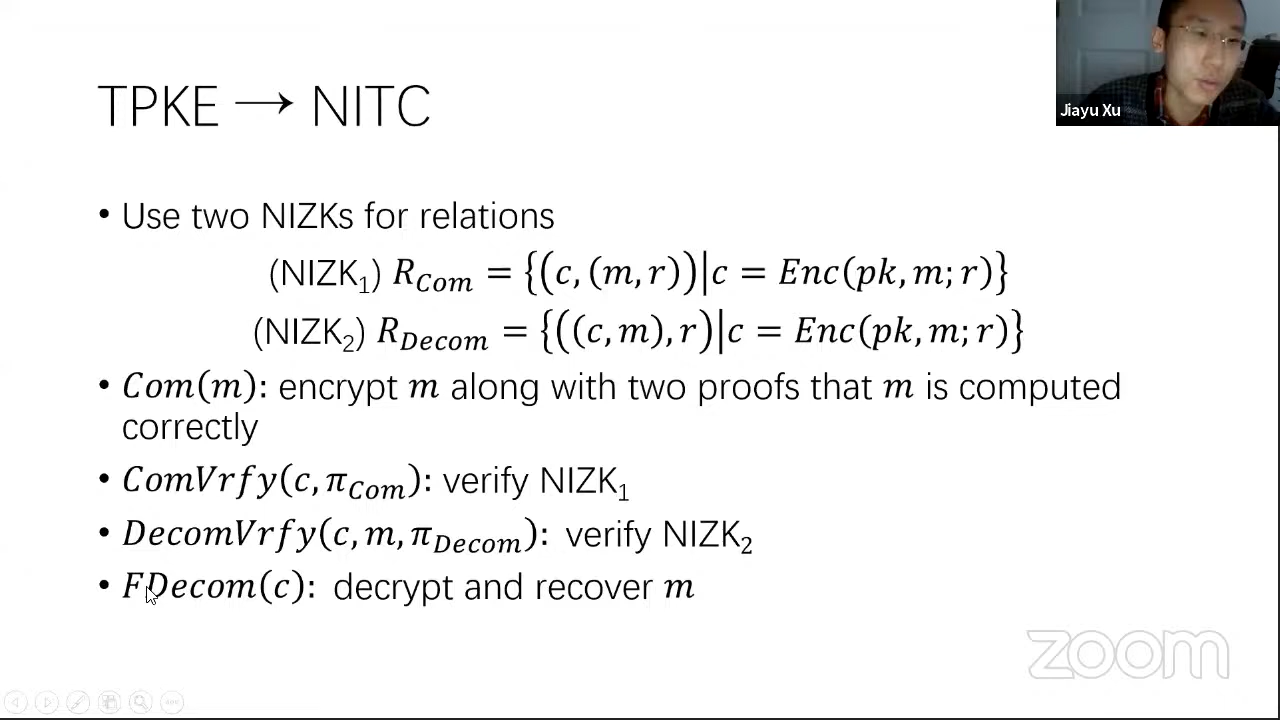 TPKE → NITC
Jiayu Xu
• Use two NIZKs for relations
(NIZK₁) R_Com = {(c, (m, r))|c = Enc(pk, m; r)}
(NIZK₂) R_Decom = {((c, m), r)|c = Enc(pk, m; r)}
• Com(m): encrypt m along with two proofs that m is computed
correctly
• ComVrfy(c, π_Com): verify NIZK₁
• DecomVrfy(c, m, π_Decom): verify NIZK₂
• FDecom(c): decrypt and recover m
zoom